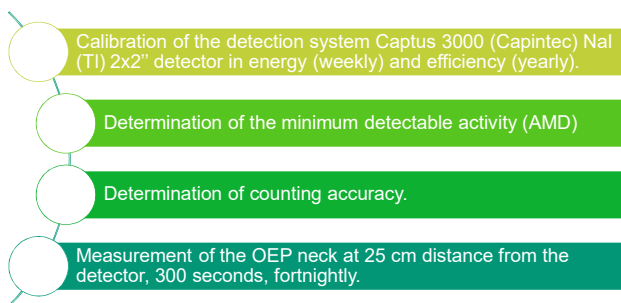 Calibration of the detection system Captus 3000 (Capintec) NaI
(Tl) 2x2” detector in energy (weekly) and efficiency (yearly).
Determination of the minimum detectable activity (AMD)
Determination of counting accuracy.
Measurement of the OEP neck at 25 cm distance from the
detector, 300 seconds, fortnightly.